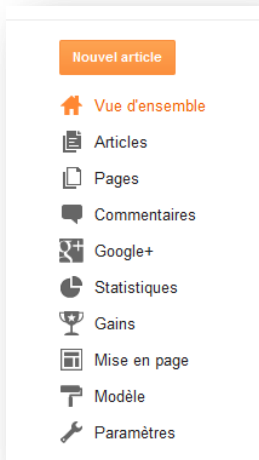 Nouvel article
Vue d'ensemble
Articles
Pages
Commentaires
Google+
Statistiques
Gains
Mise en page
Modèle
Paramètres